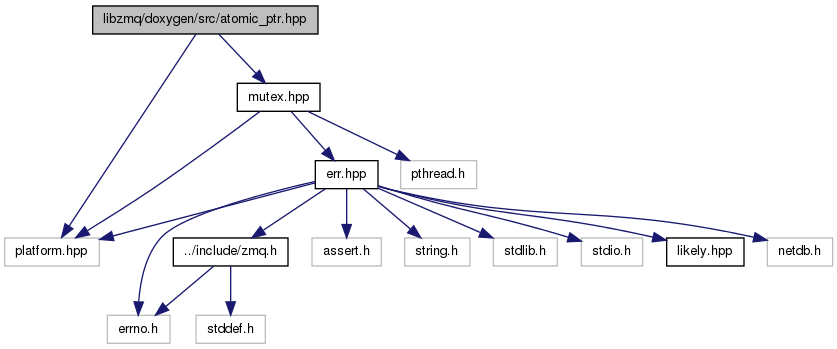 libzmq/doxygen/src/atomic_ptr.hpp
mutex.hpp
err.hpp
pthread.h
platform.hpp
../include/zmq.h
assert.h
string.h
stdlib.h
stdio.h
likely.hpp
netdb.h
errno.h
stddef.h